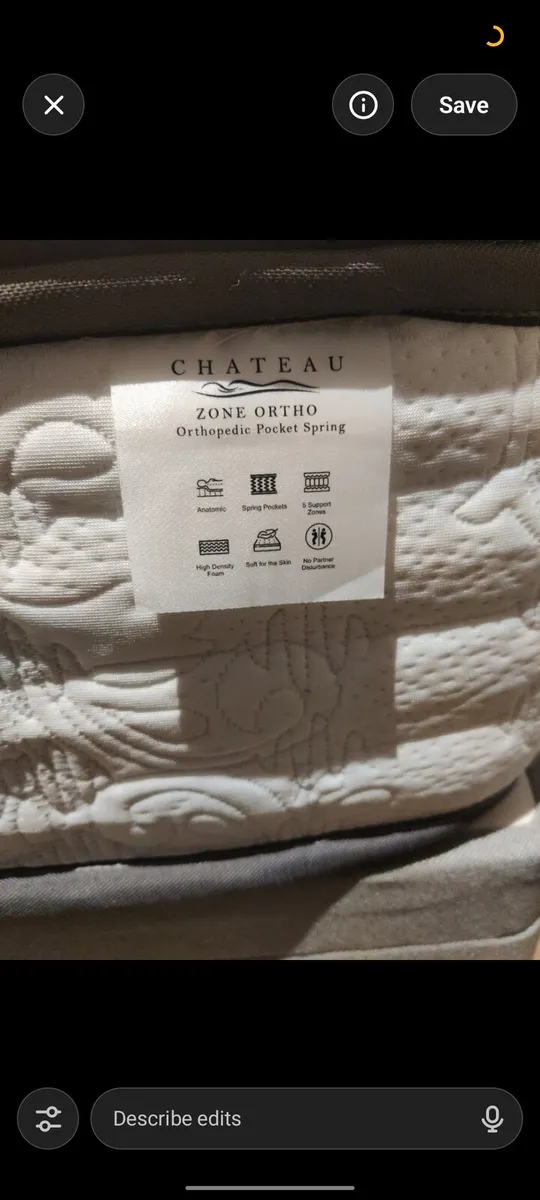 Save
CHATEAU
ZONE ORTHO
Orthopedic Pocket Spring
Anatomic
Spring Pockets
5 Support
Zones
High Density
Foam
Soft for the Skin
No Partner
Disturbance
Describe edits